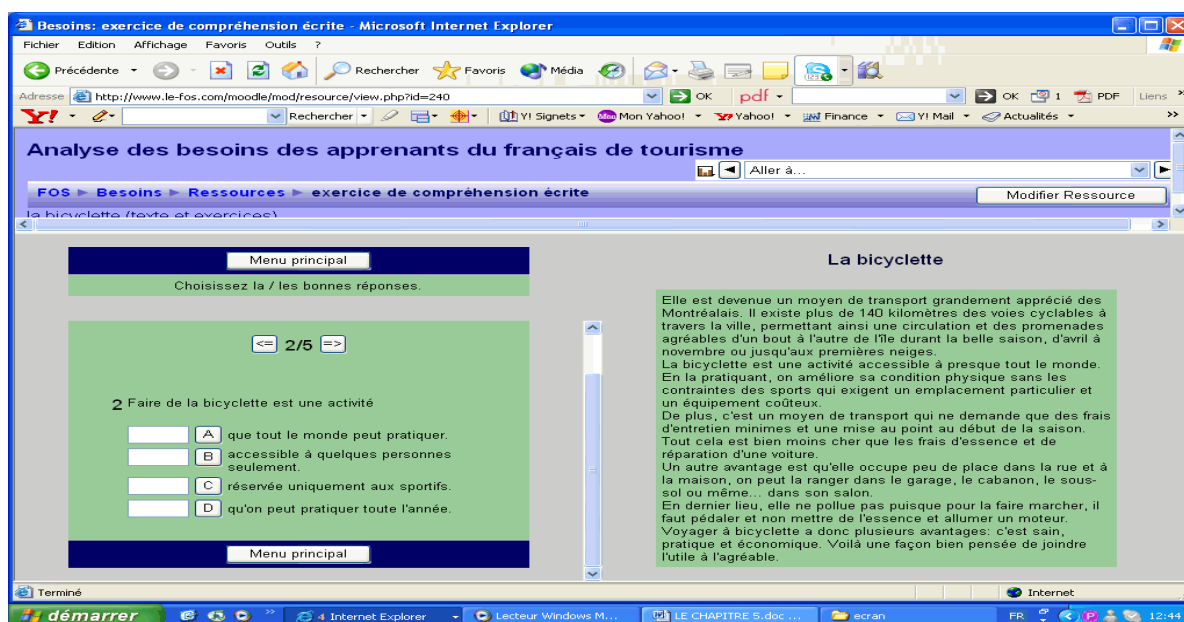 Besoins: exercice de compréhension écrite - Microsoft Internet Explorer
Fichier Edition Affichage Favoris Outils ?
Précédente Rechercher Favoris Média
Adresse http://www.le-fos.com/moodle/mod/resource/view.php?id=240 OK pdf OK 1 PDF Liens »
Y! Rechercher Y! Signets Mon Yahoo! Yahoo! Finance Y! Mail Actualités »
Analyse des besoins des apprenants du français de tourisme
Aller à...
FOS ► Besoins ► Ressources ► exercice de compréhension écrite
Modifier Ressource
la bicyclette (texte et exercices)
Menu principal
Choisissez la / les bonnes réponses.
<= 2/5 =>
2 Faire de la bicyclette est une activité
A que tout le monde peut pratiquer.
B accessible à quelques personnes
seulement.
C réservée uniquement aux sportifs.
D qu'on peut pratiquer toute l'année.
Menu principal
La bicyclette
Elle est devenue un moyen de transport grandement apprécié des
Montréalais. Il existe plus de 140 kilomètres des voies cyclables à
travers la ville, permettant ainsi une circulation et des promenades
agréables d'un bout à l'autre de l'île durant la belle saison, d'avril à
novembre ou jusqu'aux premières neiges.
La bicyclette est une activité accessible à presque tout le monde.
En la pratiquant, on améliore sa condition physique sans les
contraintes des sports qui exigent un emplacement particulier et
un équipement coûteux.
De plus, c'est un moyen de transport qui ne demande que des frais
d'entretien minimes et une mise au point au début de la saison.
Tout cela est bien moins cher que les frais d'essence et de
réparation d'une voiture.
Un autre avantage est qu'elle occupe peu de place dans la rue et à
la maison, on peut la ranger dans le garage, le cabanon, le sous-
sol ou même... dans son salon.
En dernier lieu, elle ne pollue pas puisque pour la faire marcher, il
faut pédaler et non mettre de l'essence et allumer un moteur.
Voyager à bicyclette a donc plusieurs avantages: c'est sain,
pratique et économique. Voilà une façon bien pensée de joindre
l'utile à l'agréable.
Terminé Internet
démarrer » 4 Internet Explorer Lecteur Windows M... LE CHAPITRE 5.doc ... ecran FR 12:44